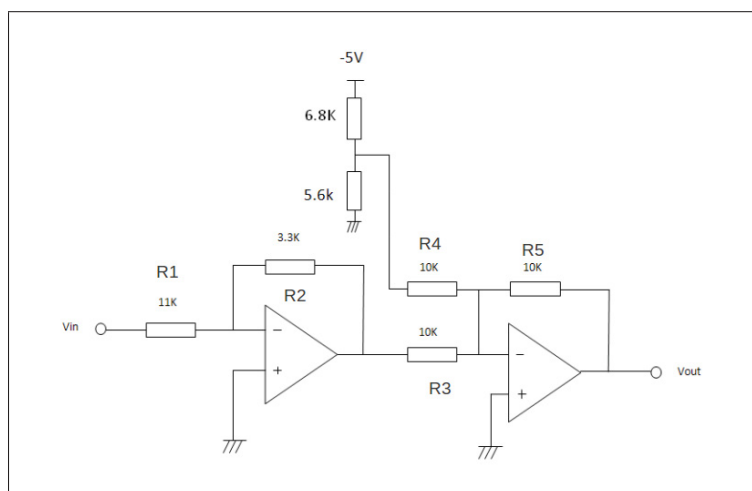 -5V
6.8K
5.6k
3.3K
R4
R5
R1
10K
10K
R2
11K
Vin
−
10K
−
+
Vout
R3
+